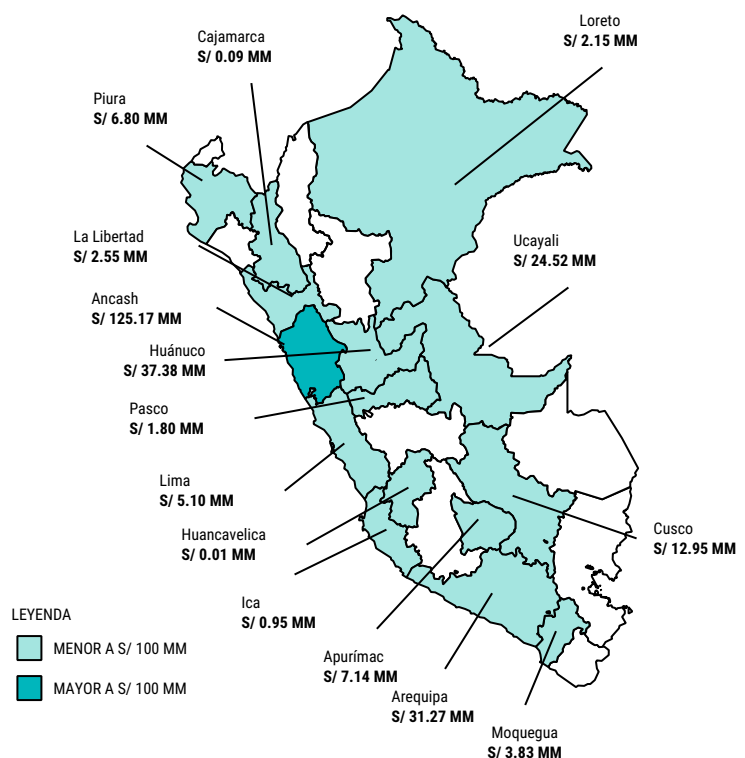 Loreto
S/ 2.15 MM
Cajamarca
S/ 0.09 MM
Piura
S/ 6.80 MM
La Libertad
S/ 2.55 MM
Ucayali
S/ 24.52 MM
Ancash
S/ 125.17 MM
Huánuco
S/ 37.38 MM
Pasco
S/ 1.80 MM
Lima
S/ 5.10 MM
Huancavelica
S/ 0.01 MM
Cusco
S/ 12.95 MM
Ica
S/ 0.95 MM
LEYENDA
MENOR A S/ 100 MM
MAYOR A S/ 100 MM
Apurímac
S/ 7.14 MM
Arequipa
S/ 31.27 MM
Moquegua
S/ 3.83 MM